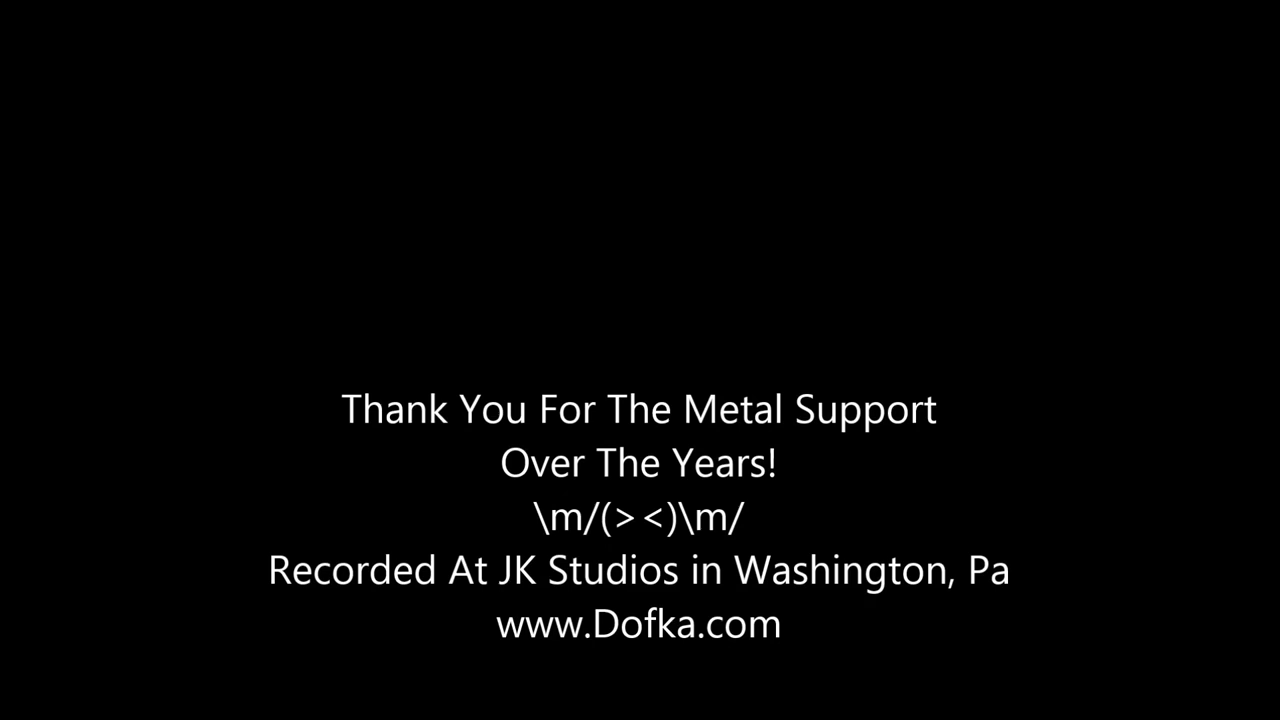 Thank You For The Metal Support
Over The Years!
\m/(><)\m/
Recorded At JK Studios in Washington, Pa
www.Dofka.com